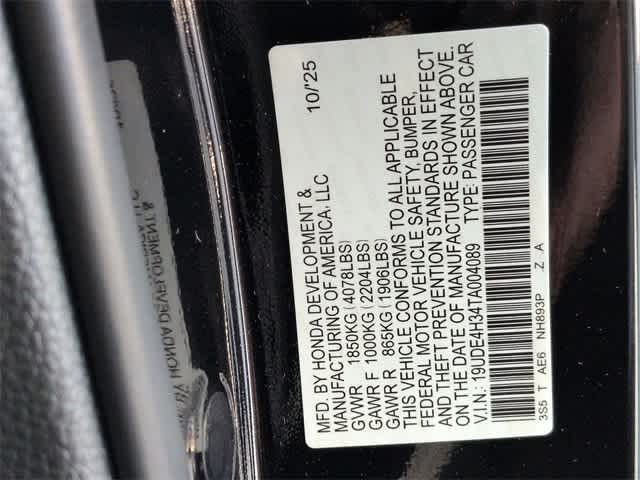 MFD. BY HONDA DEVELOPMENT & 10/'25
MANUFACTURING OF AMERICA, LLC
GVWR 1850KG (4078LBS)
GAWR F 1000KG (2204LBS)
GAWR R 865KG (1906LBS)
THIS VEHICLE CONFORMS TO ALL APPLICABLE
FEDERAL MOTOR VEHICLE SAFETY, BUMPER,
AND THEFT PREVENTION STANDARDS IN EFFECT
ON THE DATE OF MANUFACTURE SHOWN ABOVE.
V.I.N.: 19UDE4H34TA004089 TYPE: PASSENGER CAR
3S5 T AE6 NH893P Z A